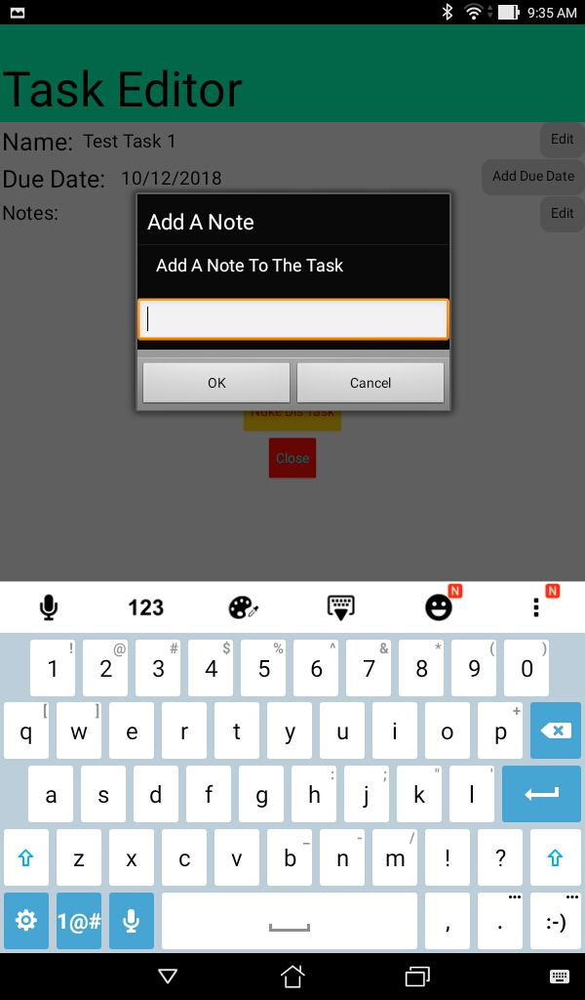 9:35 AM
Task Editor
Name: Test Task 1 Edit
Due Date: 10/12/2018 Add Due Date
Notes: Edit
Add A Note
Add A Note To The Task
OK Cancel
Nuke Dis Task
Close
123 N N
! @ # $ % ^ & * ( )
1 2 3 4 5 6 7 8 9 0
[ ] +
q w e r t y u i o p
: ; " '
a s d f g h j k l
_ - /
z x c v b n m ! ?
1@# , . :-)